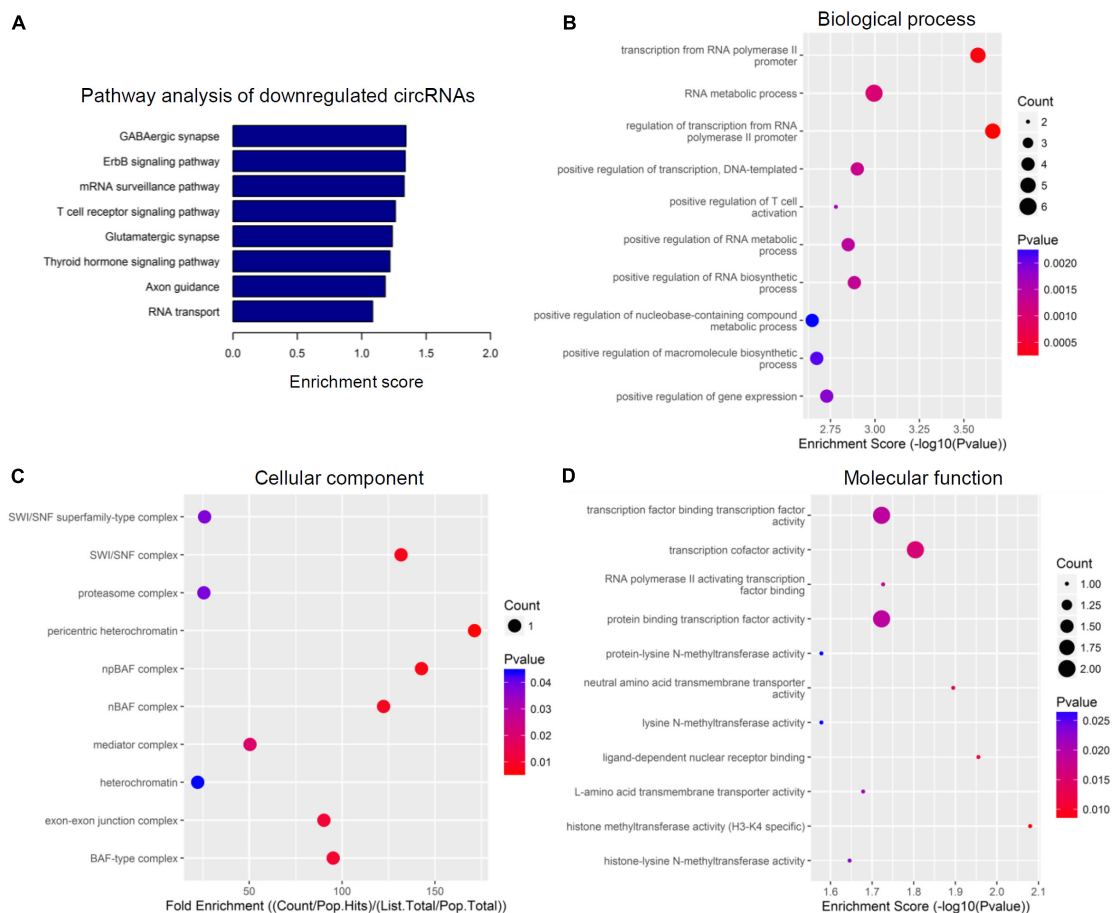 A
Pathway analysis of downregulated circRNAs
GABAergic synapse
ErbB signaling pathway
mRNA surveillance pathway
T cell receptor signaling pathway
Glutamatergic synapse
Thyroid hormone signaling pathway
Axon guidance
RNA transport
0.0 0.5 1.0 1.5 2.0
Enrichment score
B
Biological process
transcription from RNA polymerase II
promoter
RNA metabolic process
regulation of transcription from RNA
polymerase II promoter
positive regulation of transcription, DNA-templated
positive regulation of T cell
activation
positive regulation of RNA metabolic
process
positive regulation of RNA biosynthetic
process
positive regulation of nucleobase-containing compound
metabolic process
positive regulation of macromolecule biosynthetic
process
positive regulation of gene expression
2.75 3.00 3.25 3.50
Enrichment Score (-log10(Pvalue))
Count
2
3
4
5
6
Pvalue
0.0020
0.0015
0.0010
0.0005
C
Cellular component
SWI/SNF superfamily-type complex
SWI/SNF complex
proteasome complex
pericentric heterochromatin
npBAF complex
nBAF complex
mediator complex
heterochromatin
exon-exon junction complex
BAF-type complex
50 100 150
Fold Enrichment ((Count/Pop.Hits)/(List.Total/Pop.Total))
Count
1
Pvalue
0.04
0.03
0.02
0.01
D
Molecular function
transcription factor binding transcription factor
activity
transcription cofactor activity
RNA polymerase II activating transcription
factor binding
protein binding transcription factor activity
protein-lysine N-methyltransferase activity
neutral amino acid transmembrane transporter
activity
lysine N-methyltransferase activity
ligand-dependent nuclear receptor binding
L-amino acid transmembrane transporter activity
histone methyltransferase activity (H3-K4 specific)
histone-lysine N-methyltransferase activity
1.6 1.7 1.8 1.9 2.0 2.1
Enrichment Score (-log10(Pvalue))
Count
1.00
1.25
1.50
1.75
2.00
Pvalue
0.025
0.020
0.015
0.010